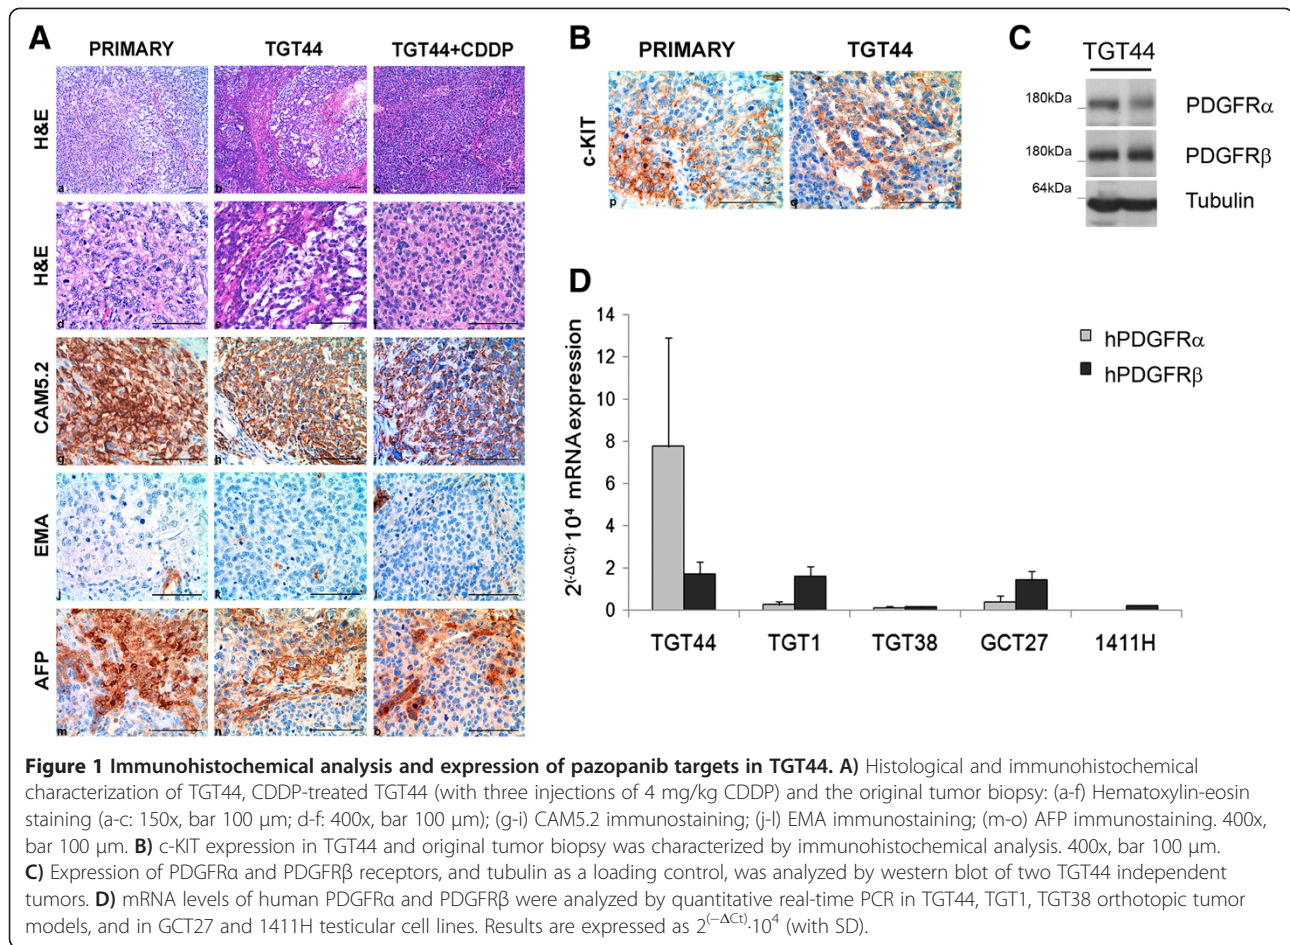 A
PRIMARY TGT44 TGT44+CDDP
H&E
a b c
H&E
d e f
CAM5.2
g h i
EMA
j k l
AFP
m n o
B
PRIMARY TGT44
c-KIT
p q
C
TGT44
180kDa PDGFRα
180kDa PDGFRβ
64kDa Tubulin
D
2^(-ΔCt)·10^4 mRNA expression
14
12
10
8
6
4
2
0
hPDGFRα
hPDGFRβ
TGT44 TGT1 TGT38 GCT27 1411H
Figure 1 Immunohistochemical analysis and expression of pazopanib targets in TGT44. A) Histological and immunohistochemical
characterization of TGT44, CDDP-treated TGT44 (with three injections of 4 mg/kg CDDP) and the original tumor biopsy: (a-f) Hematoxylin-eosin
staining (a-c: 150x, bar 100 μm; d-f: 400x, bar 100 μm); (g-i) CAM5.2 immunostaining; (j-l) EMA immunostaining; (m-o) AFP immunostaining. 400x,
bar 100 μm. B) c-KIT expression in TGT44 and original tumor biopsy was characterized by immunohistochemical analysis. 400x, bar 100 μm.
C) Expression of PDGFRα and PDGFRβ receptors, and tubulin as a loading control, was analyzed by western blot of two TGT44 independent
tumors. D) mRNA levels of human PDGFRα and PDGFRβ were analyzed by quantitative real-time PCR in TGT44, TGT1, TGT38 orthotopic tumor
models, and in GCT27 and 1411H testicular cell lines. Results are expressed as 2^(−ΔCt)·10^4 (with SD).